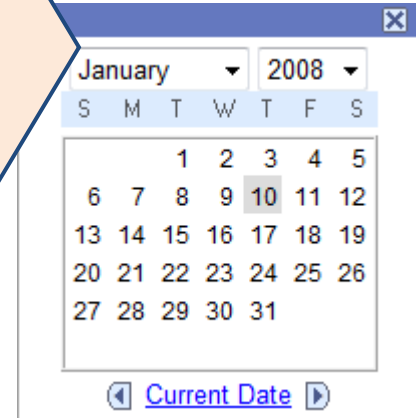 January 2008
S M T W T F S
1 2 3 4 5
6 7 8 9 10 11 12
13 14 15 16 17 18 19
20 21 22 23 24 25 26
27 28 29 30 31
Current Date